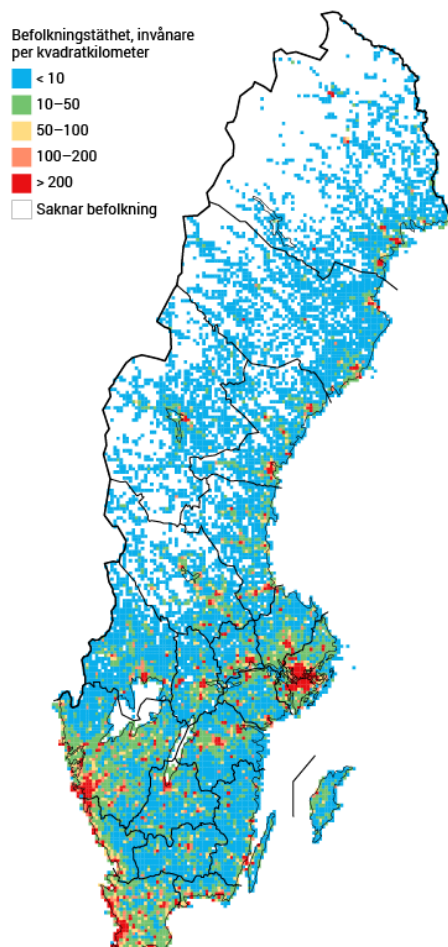 Befolkningstäthet, invånare
per kvadratkilometer
< 10
10–50
50–100
100–200
> 200
Saknar befolkning